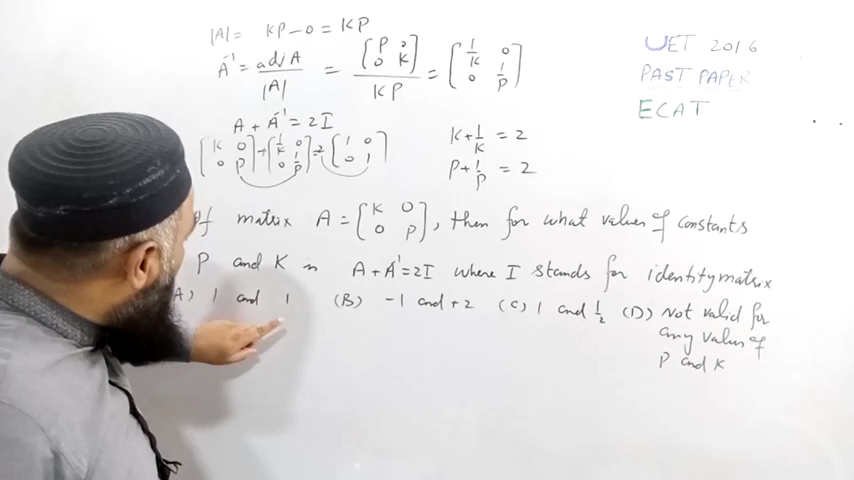 |A| = KP - 0 = KP
A⁻¹ = adj A / |A| = [P 0 0 K] / KP = [1/K 0 0 1/P]
A + A⁻¹ = 2I
[K 0 0 P] + [1/K 0 0 1/P] = 2 [1 0 0 1]
K + 1/K = 2
P + 1/P = 2
UET 2016
PAST PAPER
ECAT
If matrix A = [K 0 0 P], then for what values of constants
P and K is A + A⁻¹ = 2I where I stands for identity matrix
A) 1 and 1 (B) -1 and +2 (C) 1 and 1/2 (D) Not valid for
any value of
P and K